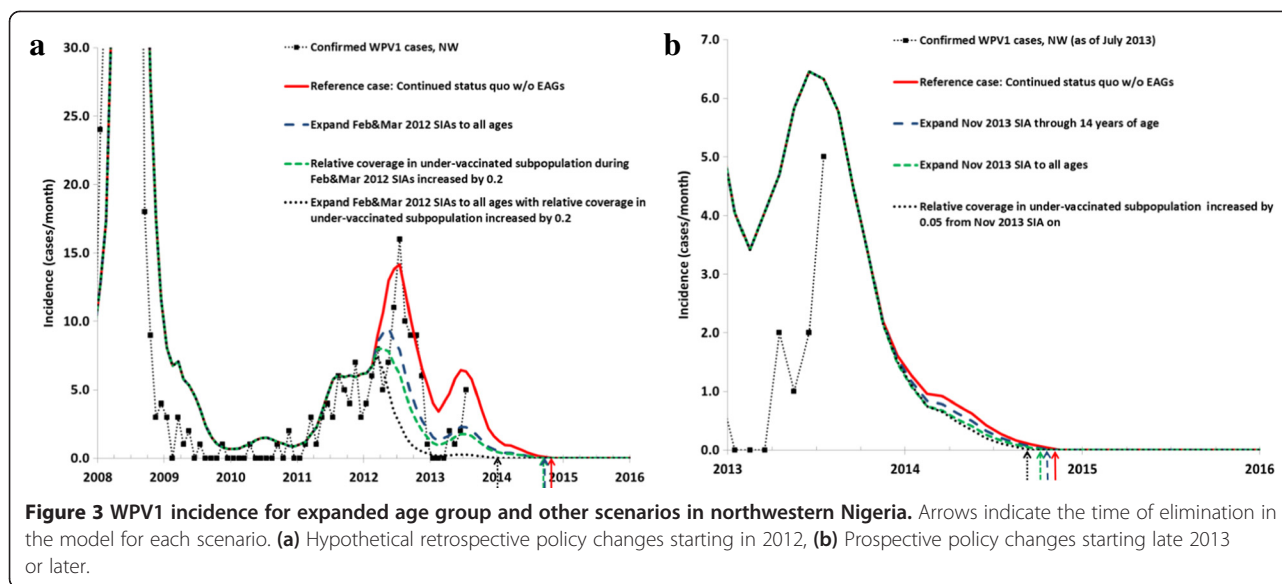 a
30.0
25.0
20.0
15.0
10.0
5.0
0.0
Incidence (cases/month)
Confirmed WPV1 cases, NW
Reference case: Continued status quo w/o EAGs
Expand Feb&Mar 2012 SIAs to all ages
Relative coverage in under-vaccinated subpopulation during
Feb&Mar 2012 SIAs increased by 0.2
Expand Feb&Mar 2012 SIAs to all ages with relative coverage in
under-vaccinated subpopulation increased by 0.2
2008 2009 2010 2011 2012 2013 2014 2015 2016
b
7.0
6.0
5.0
4.0
3.0
2.0
1.0
0.0
Incidence (cases/month)
Confirmed WPV1 cases, NW (as of July 2013)
Reference case: Continued status quo w/o EAGs
Expand Nov 2013 SIA through 14 years of age
Expand Nov 2013 SIA to all ages
Relative coverage in under-vaccinated subpopulation increased by
0.05 from Nov 2013 SIA on
2013 2014 2015 2016
Figure 3 WPV1 incidence for expanded age group and other scenarios in northwestern Nigeria. Arrows indicate the time of elimination in
the model for each scenario. (a) Hypothetical retrospective policy changes starting in 2012, (b) Prospective policy changes starting late 2013
or later.